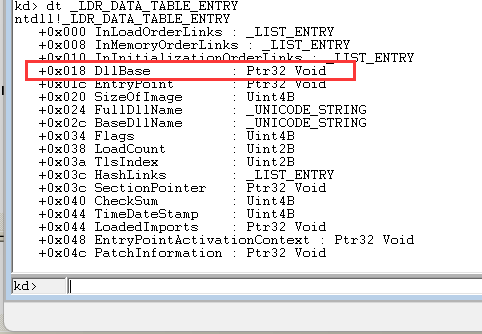 kd> dt _LDR_DATA_TABLE_ENTRY
ntdll!_LDR_DATA_TABLE_ENTRY
+0x000 InLoadOrderLinks : _LIST_ENTRY
+0x008 InMemoryOrderLinks : _LIST_ENTRY
+0x010 InInitializationOrderLinks : _LIST_ENTRY
+0x018 DllBase : Ptr32 Void
+0x01c EntryPoint : Ptr32 Void
+0x020 SizeOfImage : Uint4B
+0x024 FullDllName : _UNICODE_STRING
+0x02c BaseDllName : _UNICODE_STRING
+0x034 Flags : Uint4B
+0x038 LoadCount : Uint2B
+0x03a TlsIndex : Uint2B
+0x03c HashLinks : _LIST_ENTRY
+0x03c SectionPointer : Ptr32 Void
+0x040 CheckSum : Uint4B
+0x044 TimeDateStamp : Uint4B
+0x044 LoadedImports : Ptr32 Void
+0x048 EntryPointActivationContext : Ptr32 Void
+0x04c PatchInformation : Ptr32 Void
kd>